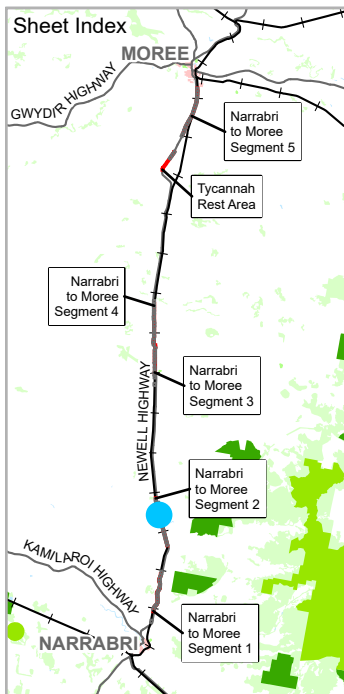 Sheet Index
MOREE
GWYDIR HIGHWAY
Narrabri
to Moree
Segment 5
Tycannah
Rest Area
Narrabri
to Moree
Segment 4
Narrabri
to Moree
Segment 3
NEWELL HIGHWAY
Narrabri
to Moree
Segment 2
KAMILAROI HIGHWAY
Narrabri
to Moree
Segment 1
NARRABRI